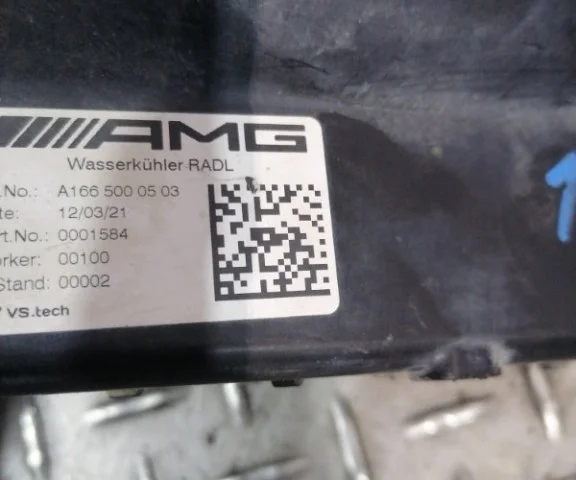 AMG
Wasserkühler RADL
.No.: A166 500 05 03
te: 12/03/21
rt.No.: 0001584
orker: 00100
Stand: 00002
VS.tech
1